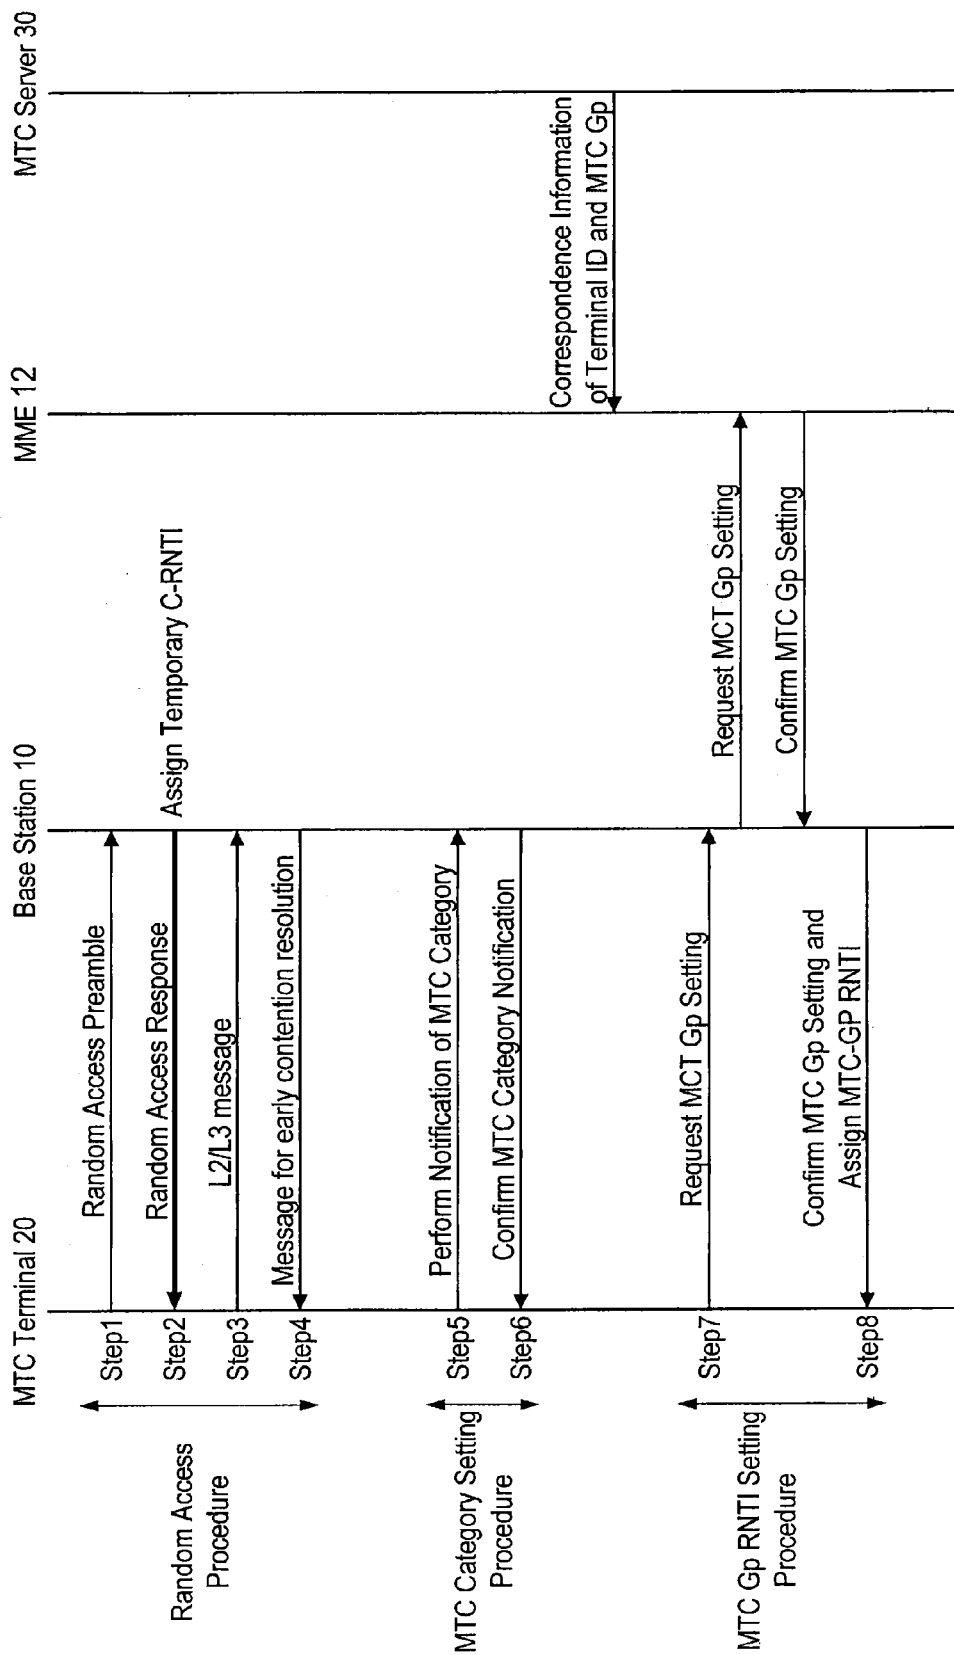 MTC Terminal 20
Base Station 10
MME 12
MTC Server 30
Random Access
Procedure
Step1
Random Access Preamble
Step2
Random Access Response
Assign Temporary C-RNTI
Step3
L2/L3 message
Step4
Message for early contention resolution
MTC Category Setting
Procedure
Step5
Perform Notification of MTC Category
Step6
Confirm MTC Category Notification
Correspondence Information
of Terminal ID and MTC Gp
MTC Gp RNTI Setting
Procedure
Step7
Request MCT Gp Setting
Request MCT Gp Setting
Confirm MTC Gp Setting
Step8
Confirm MTC Gp Setting and
Assign MTC-GP RNTI